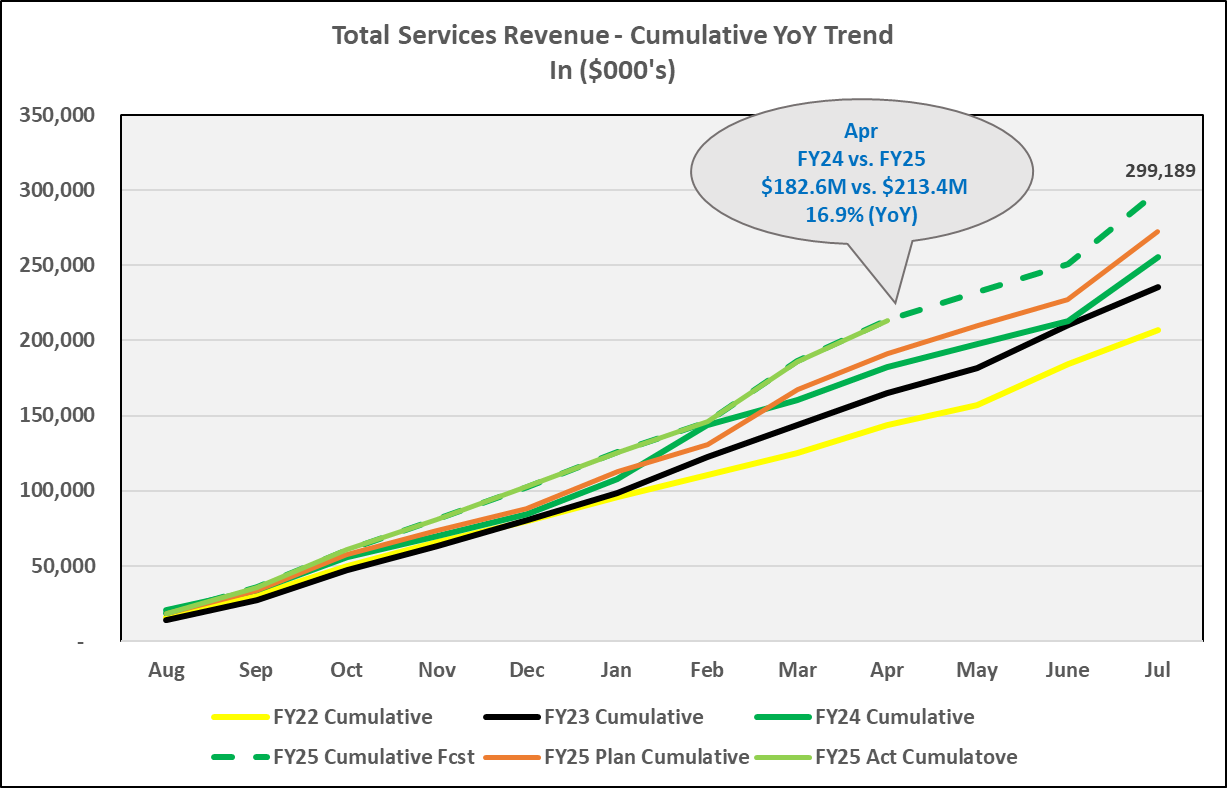 Total Services Revenue - Cumulative YoY Trend
In ($000's)
350,000
300,000
250,000
200,000
150,000
100,000
50,000
-
Apr
FY24 vs. FY25
$182.6M vs. $213.4M
16.9% (YoY)
299,189
Aug Sep Oct Nov Dec Jan Feb Mar Apr May June Jul
FY22 Cumulative FY23 Cumulative FY24 Cumulative
FY25 Cumulative Fcst FY25 Plan Cumulative FY25 Act Cumulatove